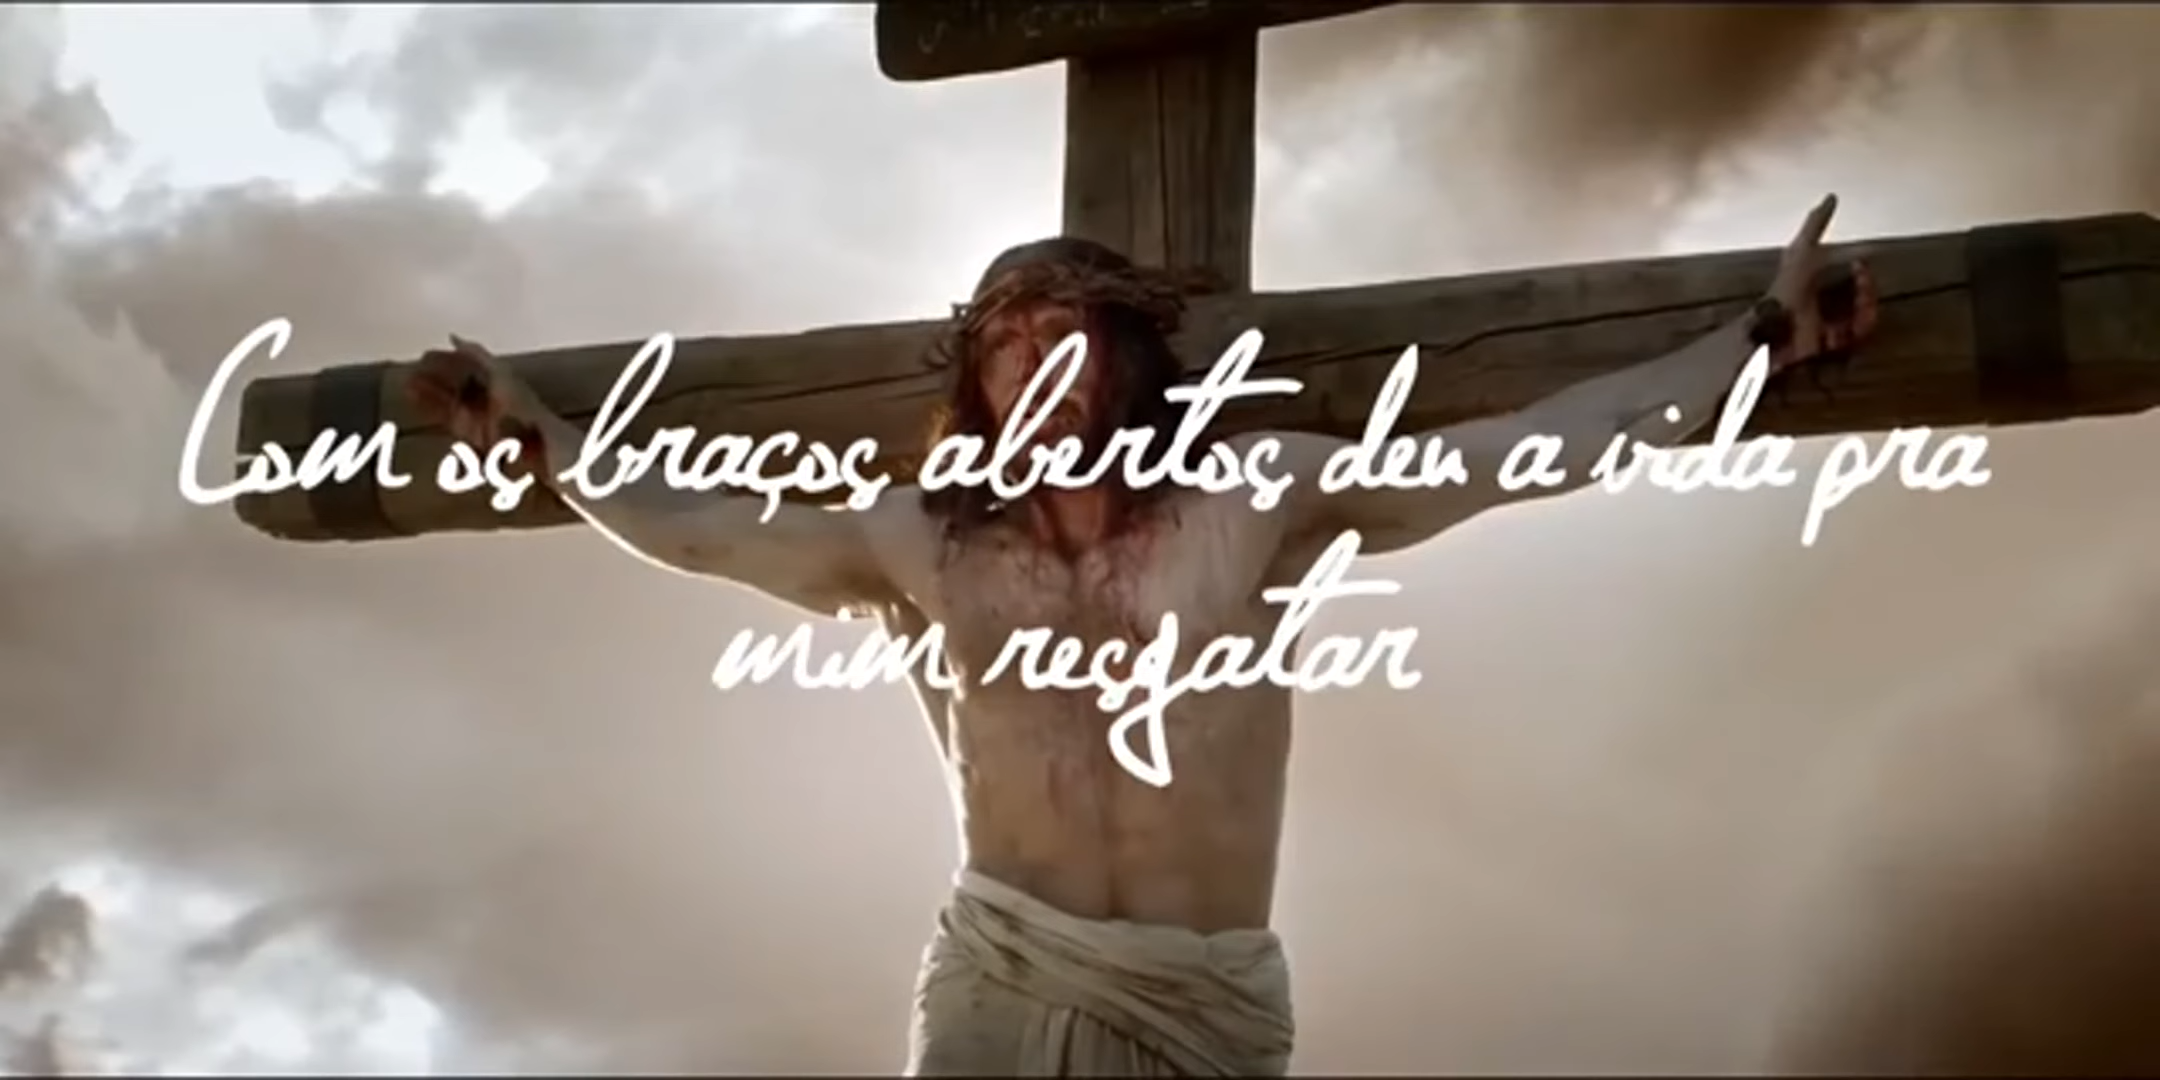 Com os braços abertos deu a vida pra
mim resgatar